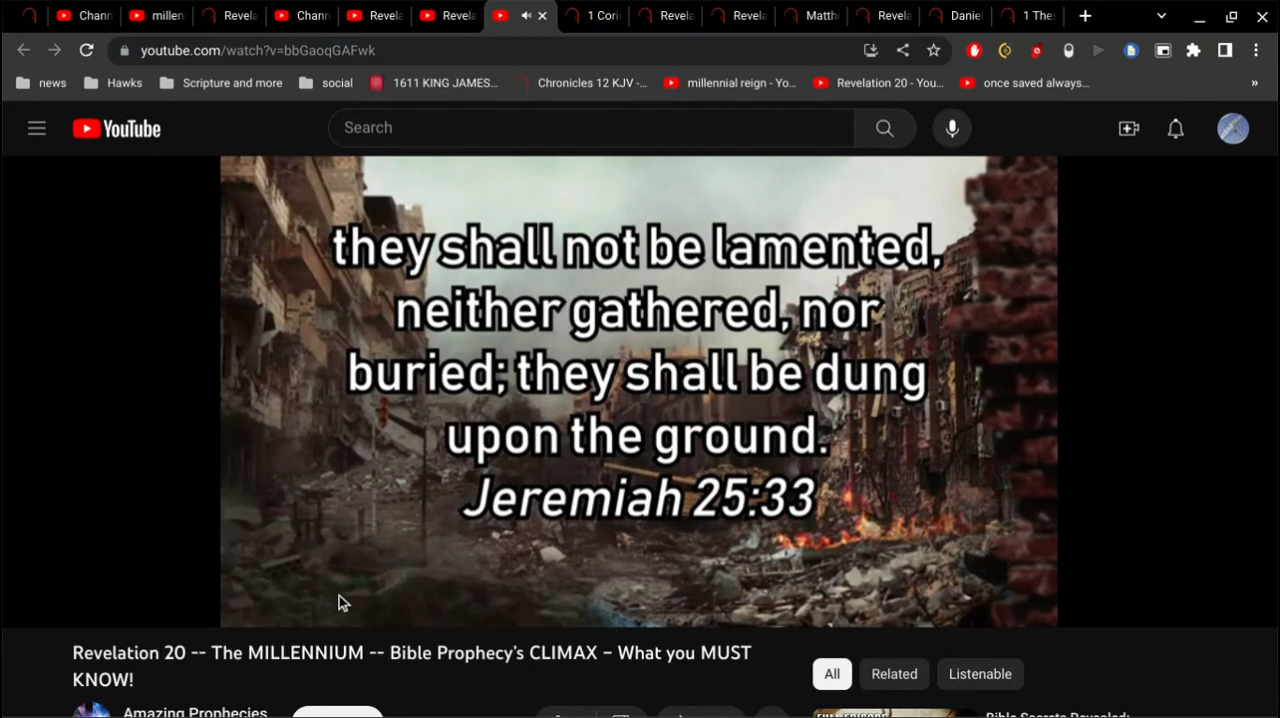 Chann
millen
Revela
Chann
Revela
Revela
1 Cori
Revela
Revela
Matth
Revela
Daniel
1 Thes
youtube.com/watch?v=bbGaoqGAFwk
news
Hawks
Scripture and more
social
1611 KING JAMES...
Chronicles 12 KJV -...
millennial reign - Yo...
Revelation 20 - You...
once saved always...
YouTube
Search
they shall not be lamented,
neither gathered, nor
buried; they shall be dung
upon the ground.
Jeremiah 25:33
Revelation 20 -- The MILLENNIUM -- Bible Prophecy's CLIMAX – What you MUST
KNOW!
All
Related
Listenable
Amazing Prophecies
Bible Secrets Revealed: